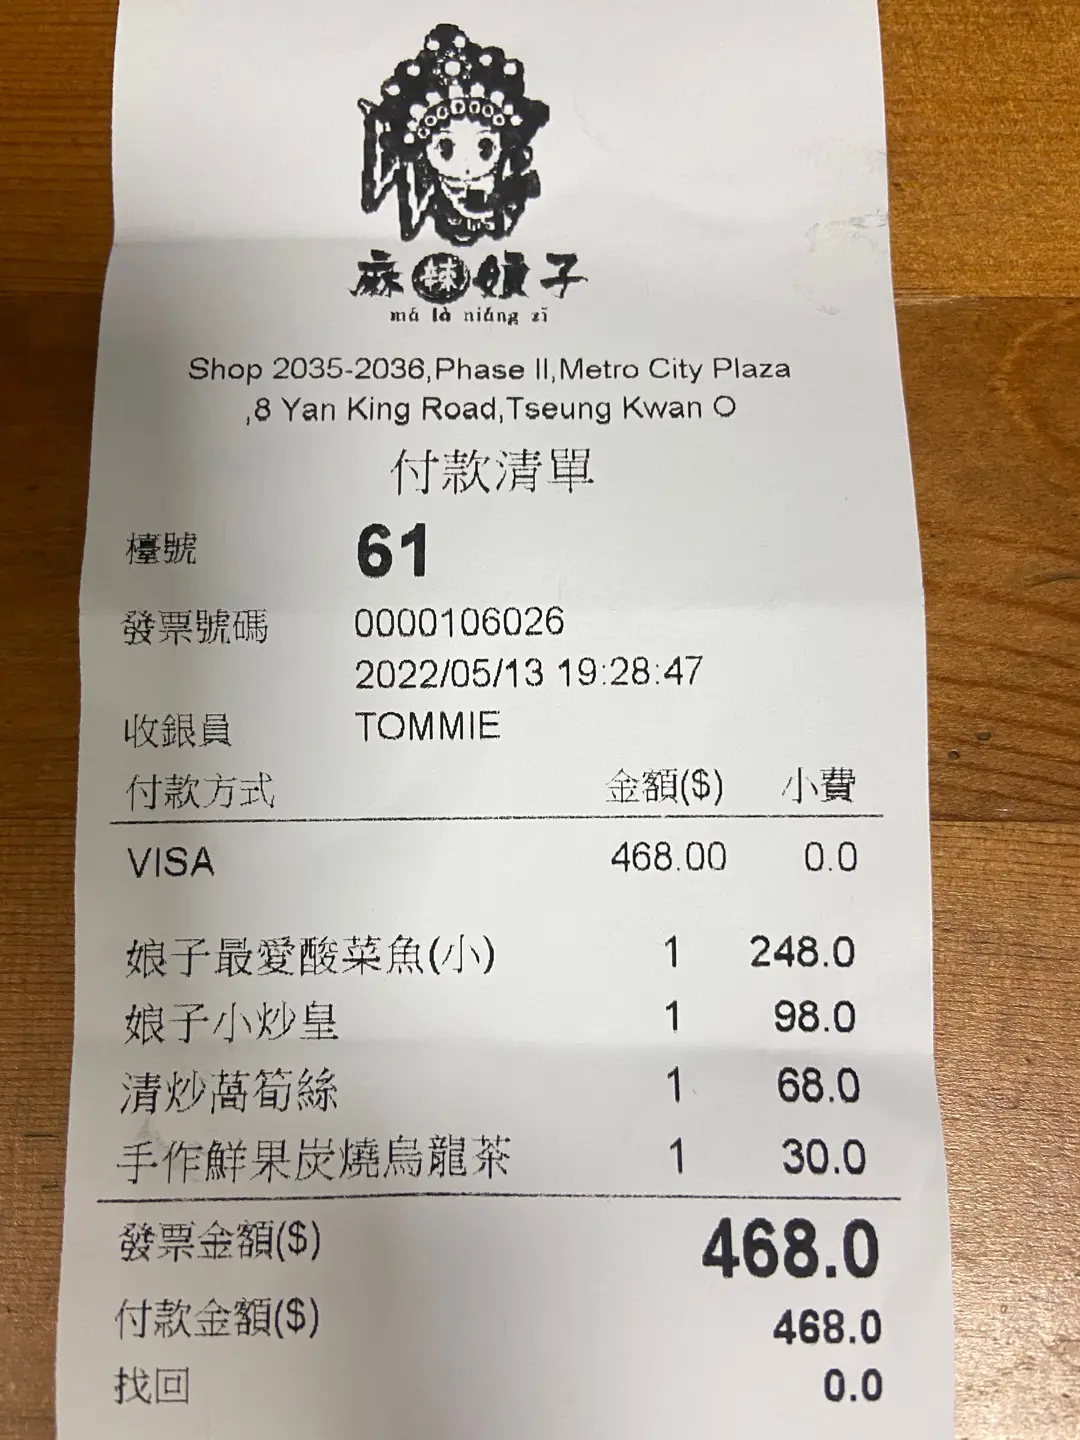 麻辣娘子
má là niáng zǐ
Shop 2035-2036,Phase II,Metro City Plaza
,8 Yan King Road,Tseung Kwan O
付款清單
檯號 61
發票號碼 0000106026
2022/05/13 19:28:47
收銀員 TOMMIE
付款方式 金額($) 小費
VISA 468.00 0.0
娘子最愛酸菜魚(小) 1 248.0
娘子小炒皇 1 98.0
清炒萵筍絲 1 68.0
手作鮮果炭燒烏龍茶 1 30.0
發票金額($) 468.0
付款金額($) 468.0
找回 0.0